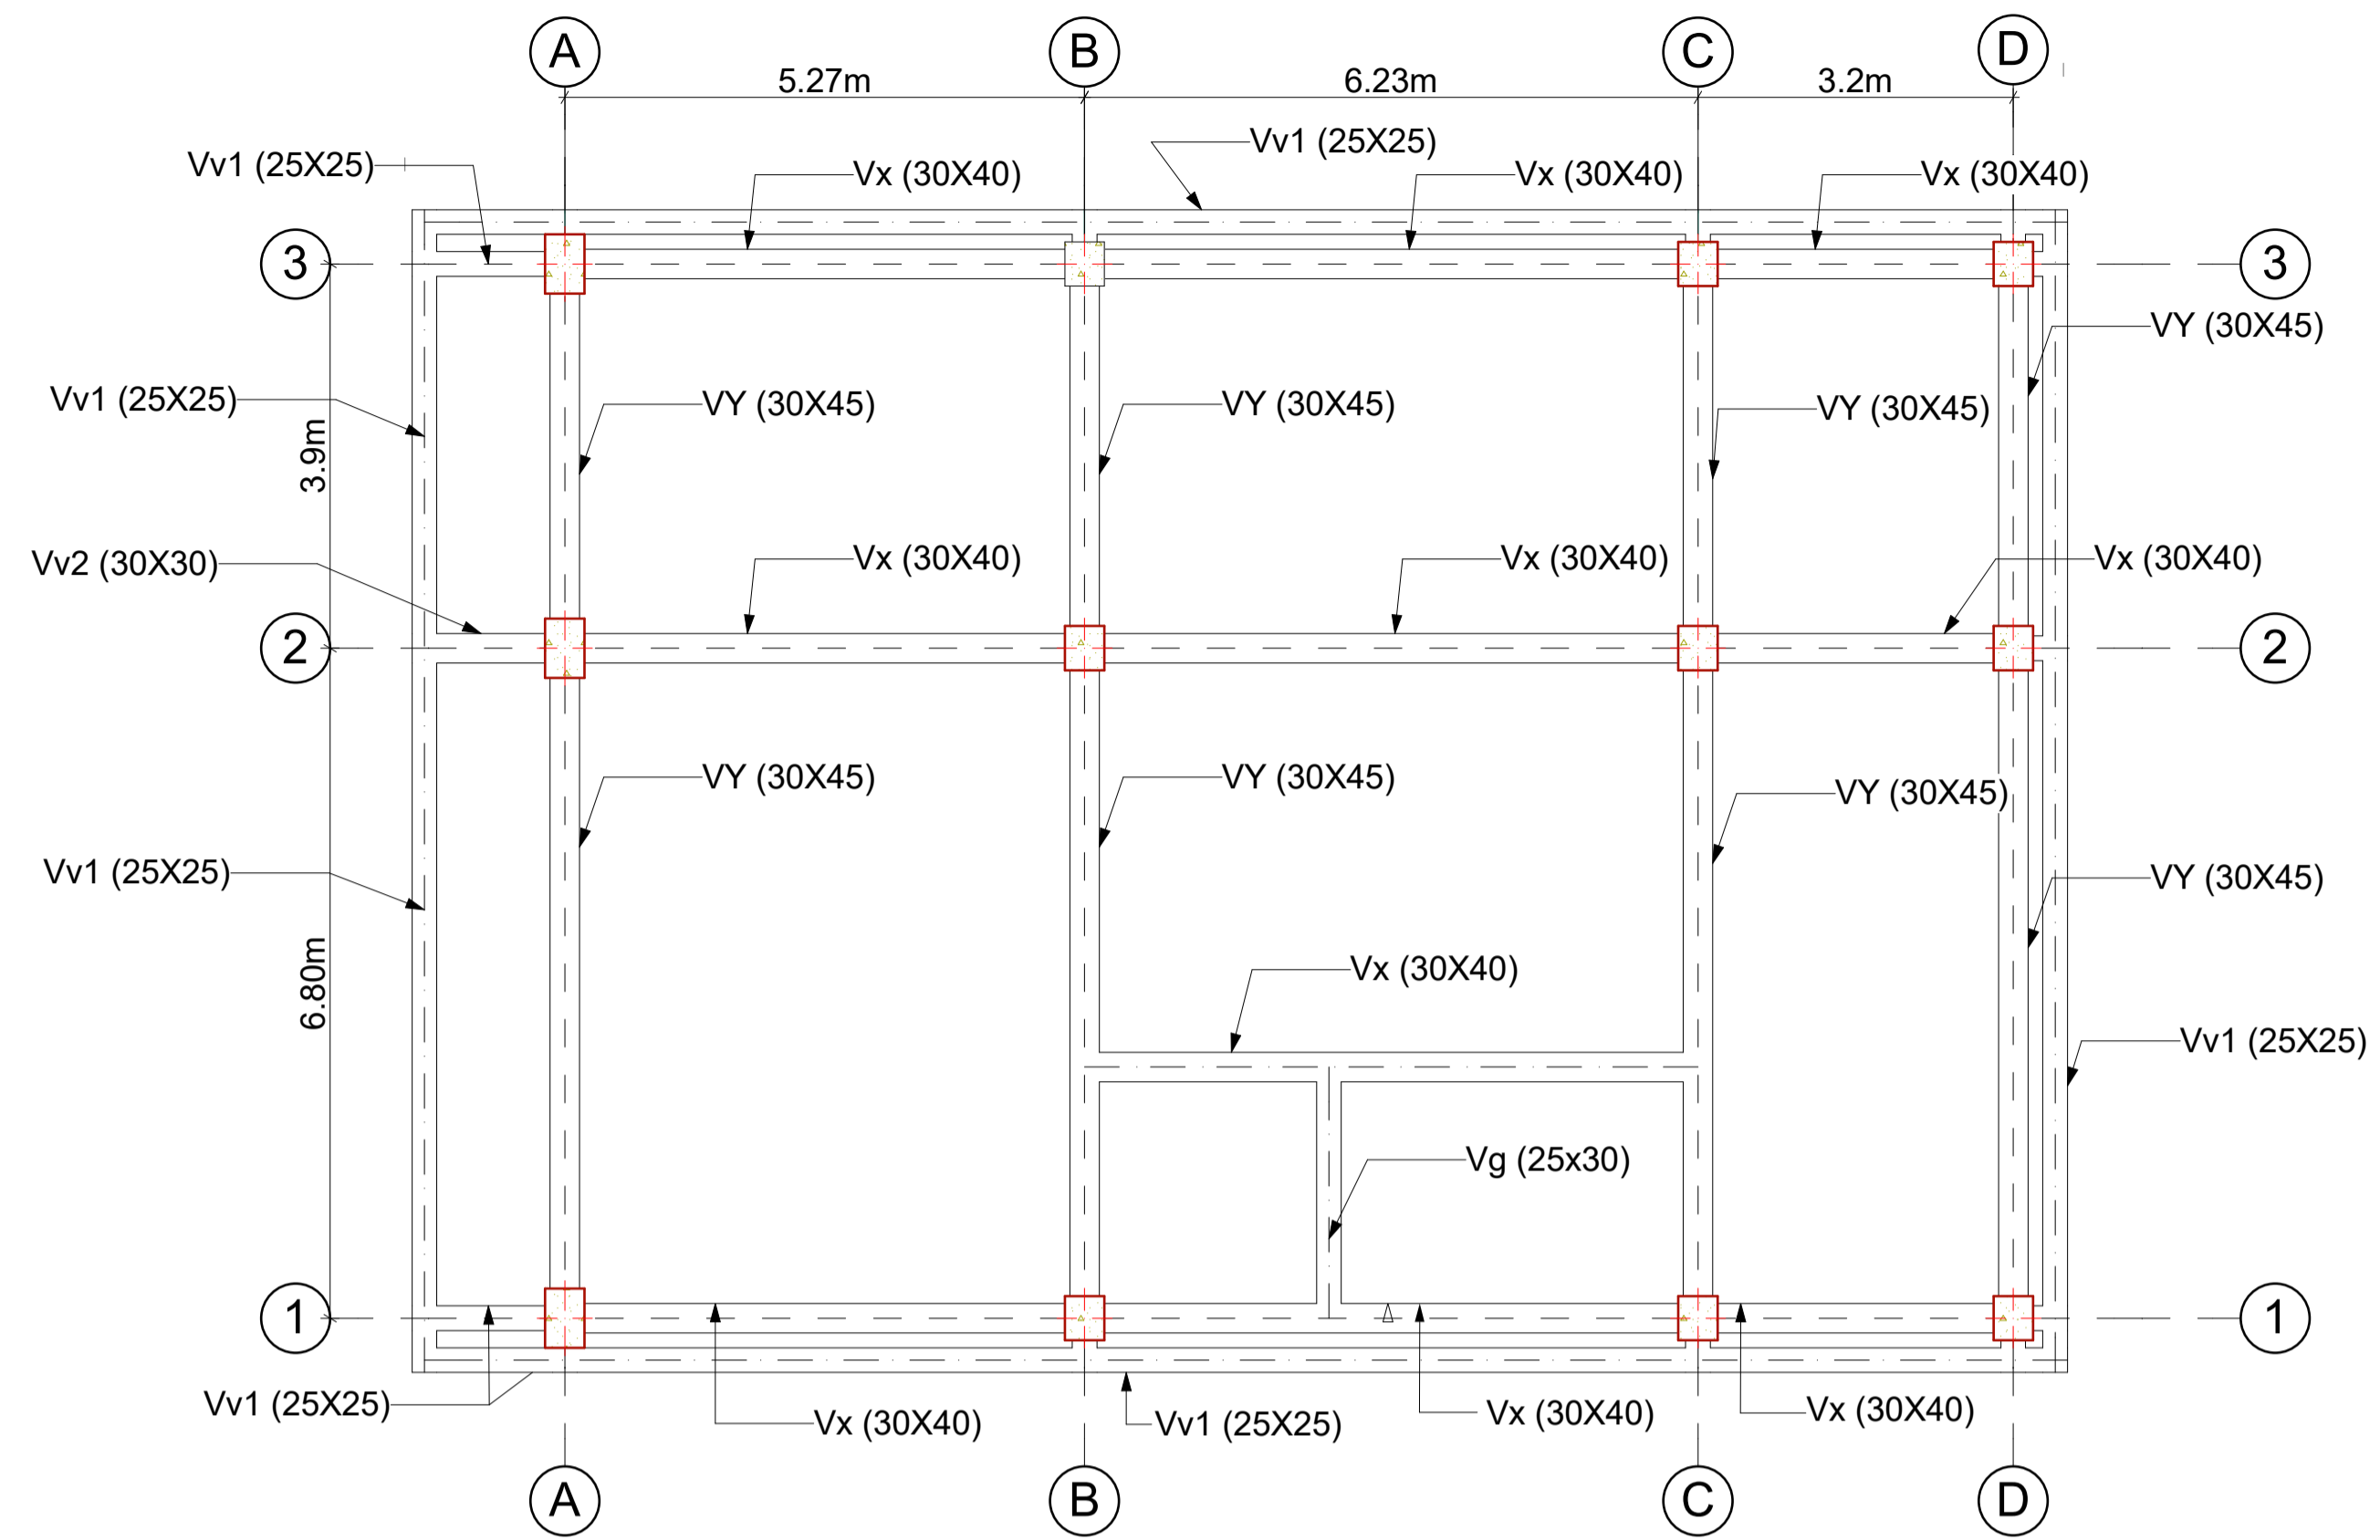 A
B
C
D
5.27m
6.23m
3.2m
Vv1 (25X25)
Vv1 (25X25)
Vx (30X40)
Vx (30X40)
Vx (30X40)
3
3
VY (30X45)
Vv1 (25X25)
VY (30X45)
VY (30X45)
VY (30X45)
3.9m
Vv2 (30X30)
Vx (30X40)
Vx (30X40)
Vx (30X40)
2
2
VY (30X45)
VY (30X45)
VY (30X45)
Vv1 (25X25)
VY (30X45)
6.80m
Vx (30X40)
Vv1 (25X25)
Vg (25x30)
1
1
Vv1 (25X25)
Vx (30X40)
Vv1 (25X25)
Vx (30X40)
Vx (30X40)
A
B
C
D